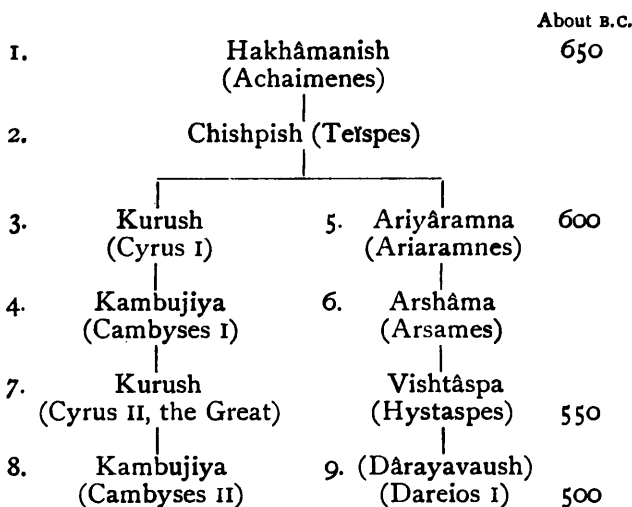 About B.C.
1. Hakhâmanish 650
(Achaimenes)
2. Chishpish (Teïspes)
3. Kurush 5. Ariyâramna 600
(Cyrus I) (Ariaramnes)
4. Kambujiya 6. Arshâma
(Cambyses I) (Arsames)
7. Kurush Vishtâspa
(Cyrus II, the Great) (Hystaspes) 550
8. Kambujiya 9. (Dârayavaush)
(Cambyses II) (Dareios I) 500